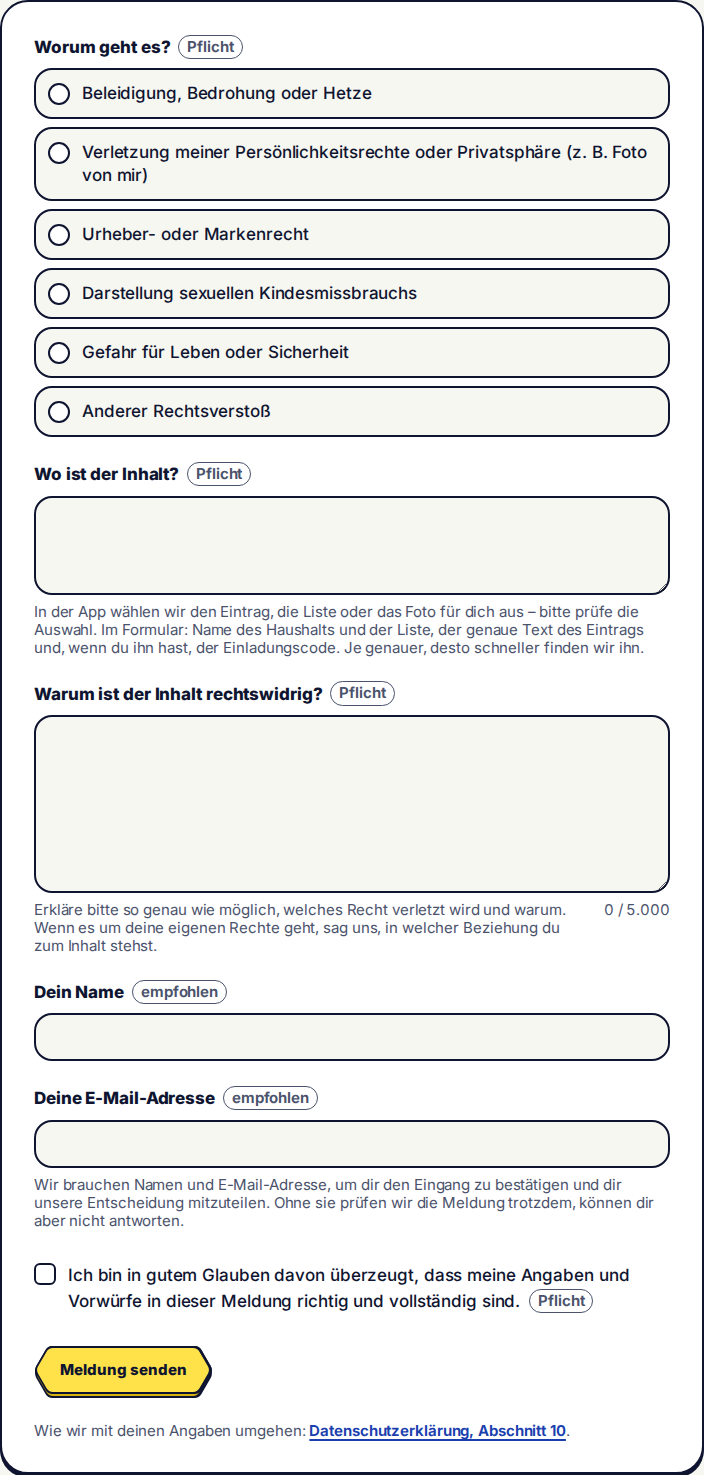 Worum geht es? Pflicht
Beleidigung, Bedrohung oder Hetze
Verletzung meiner Persönlichkeitsrechte oder Privatsphäre (z. B. Foto
von mir)
Urheber- oder Markenrecht
Darstellung sexuellen Kindesmissbrauchs
Gefahr für Leben oder Sicherheit
Anderer Rechtsverstoß
Wo ist der Inhalt? Pflicht
In der App wählen wir den Eintrag, die Liste oder das Foto für dich aus – bitte prüfe die
Auswahl. Im Formular: Name des Haushalts und der Liste, der genaue Text des Eintrags
und, wenn du ihn hast, der Einladungscode. Je genauer, desto schneller finden wir ihn.
Warum ist der Inhalt rechtswidrig? Pflicht
Erkläre bitte so genau wie möglich, welches Recht verletzt wird und warum. 0 / 5.000
Wenn es um deine eigenen Rechte geht, sag uns, in welcher Beziehung du
zum Inhalt stehst.
Dein Name empfohlen
Deine E-Mail-Adresse empfohlen
Wir brauchen Namen und E-Mail-Adresse, um dir den Eingang zu bestätigen und dir
unsere Entscheidung mitzuteilen. Ohne sie prüfen wir die Meldung trotzdem, können dir
aber nicht antworten.
Ich bin in gutem Glauben davon überzeugt, dass meine Angaben und
Vorwürfe in dieser Meldung richtig und vollständig sind. Pflicht
Meldung senden
Wie wir mit deinen Angaben umgehen: Datenschutzerklärung, Abschnitt 10.